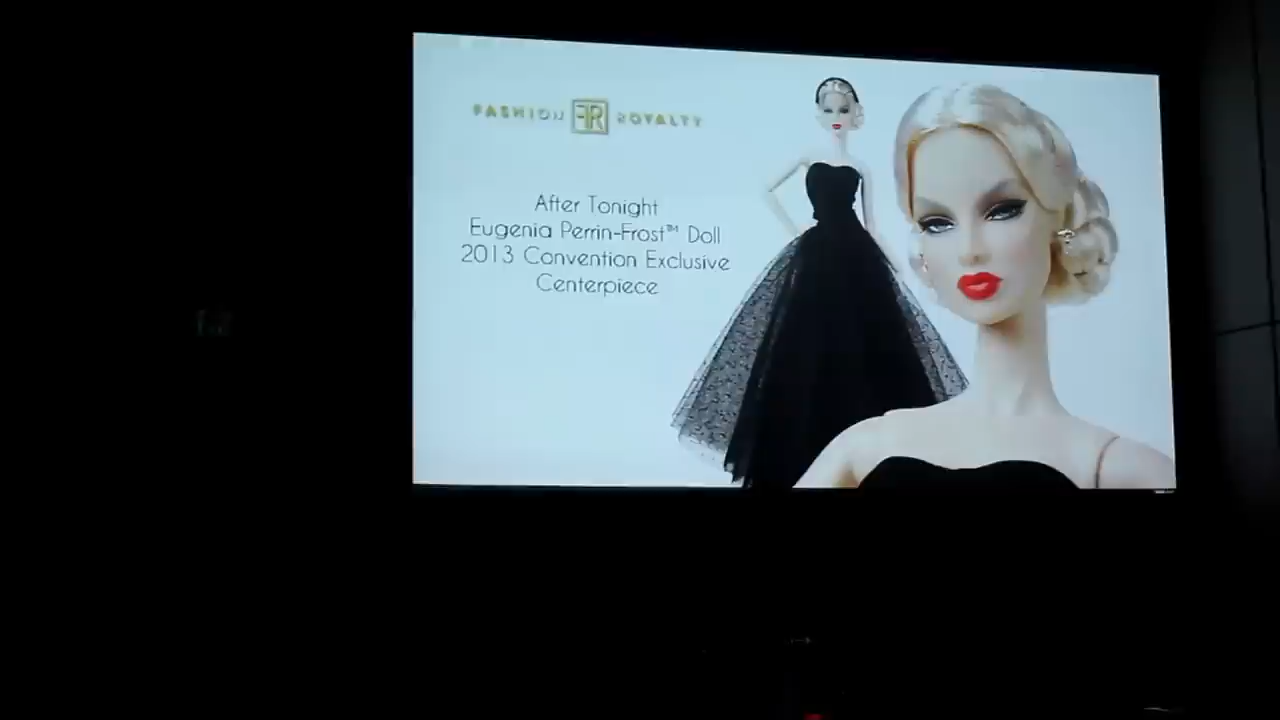 FASHION FR ROYALTY
After Tonight
Eugenia Perrin-Frost™ Doll
2013 Convention Exclusive
Centerpiece